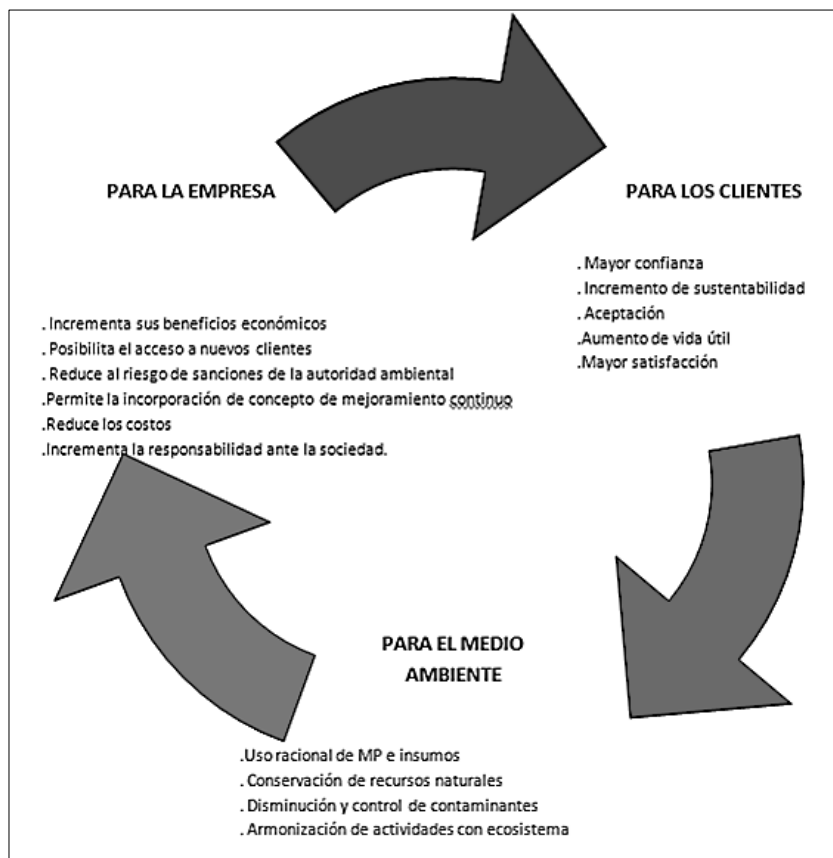 PARA LA EMPRESA
. Incrementa sus beneficios económicos
. Posibilita el acceso a nuevos clientes
. Reduce al riesgo de sanciones de la autoridad ambiental
.Permite la incorporación de concepto de mejoramiento continuo
.Reduce los costos
.Incrementa la responsabilidad ante la sociedad.
PARA LOS CLIENTES
. Mayor confianza
. Incremento de sustentabilidad
. Aceptación
.Aumento de vida útil
.Mayor satisfacción
PARA EL MEDIO
AMBIENTE
.Uso racional de MP e insumos
. Conservación de recursos naturales
. Disminución y control de contaminantes
. Armonización de actividades con ecosistema